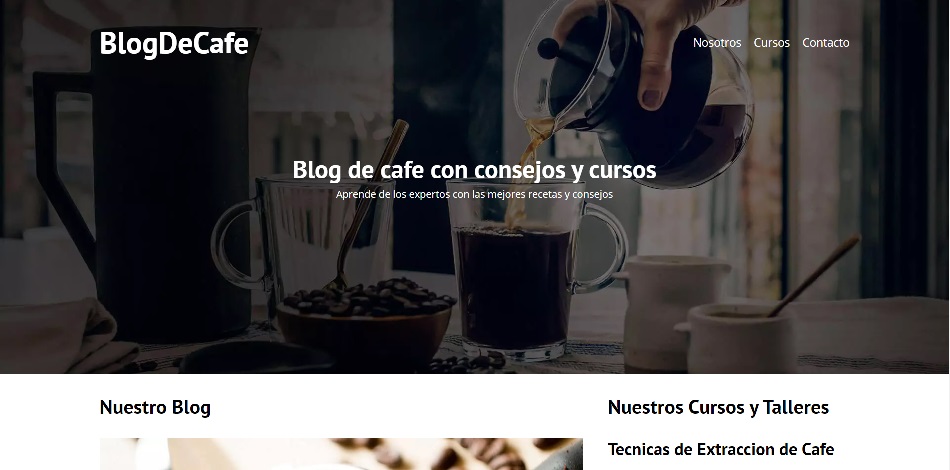 BlogDeCafe
Nosotros Cursos Contacto
Blog de cafe con consejos y cursos
Aprende de los expertos con las mejores recetas y consejos
Nuestro Blog
Nuestros Cursos y Talleres
Tecnicas de Extraccion de Cafe